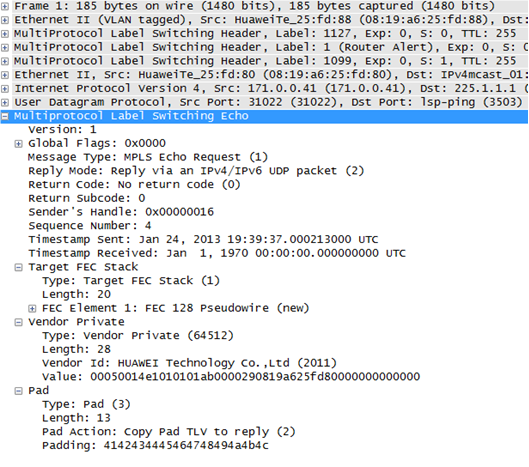 Frame 1: 185 bytes on wire (1480 bits), 185 bytes captured (1480 bits)
Ethernet II (VLAN tagged), Src: HuaweiTe_25:fd:88 (08:19:a6:25:fd:88), Dst:
MultiProtocol Label Switching Header, Label: 1127, Exp: 0, S: 0, TTL: 255
MultiProtocol Label Switching Header, Label: 1 (Router Alert), Exp: 0, S:
MultiProtocol Label Switching Header, Label: 1099, Exp: 0, S: 1, TTL: 255
Ethernet II, Src: HuaweiTe_25:fd:80 (08:19:a6:25:fd:80), Dst: IPv4mcast_01:
Internet Protocol Version 4, Src: 171.0.0.41 (171.0.0.41), Dst: 225.1.1.1 (
User Datagram Protocol, Src Port: 31022 (31022), Dst Port: lsp-ping (3503)
Multiprotocol Label Switching Echo
Version: 1
Global Flags: 0x0000
Message Type: MPLS Echo Request (1)
Reply Mode: Reply via an IPv4/IPv6 UDP packet (2)
Return Code: No return code (0)
Return Subcode: 0
Sender's Handle: 0x00000016
Sequence Number: 4
Timestamp Sent: Jan 24, 2013 19:39:37.000213000 UTC
Timestamp Received: Jan  1, 1970 00:00:00.000000000 UTC
Target FEC Stack
Type: Target FEC Stack (1)
Length: 20
FEC Element 1: FEC 128 Pseudowire (new)
Vendor Private
Type: Vendor Private (64512)
Length: 28
Vendor Id: HUAWEI Technology Co.,Ltd (2011)
Value: 00050014e1010101ab0000290819a625fd80000000000000
Pad
Type: Pad (3)
Length: 13
Pad Action: Copy Pad TLV to reply (2)
Padding: 4142434445464748494a4b4c